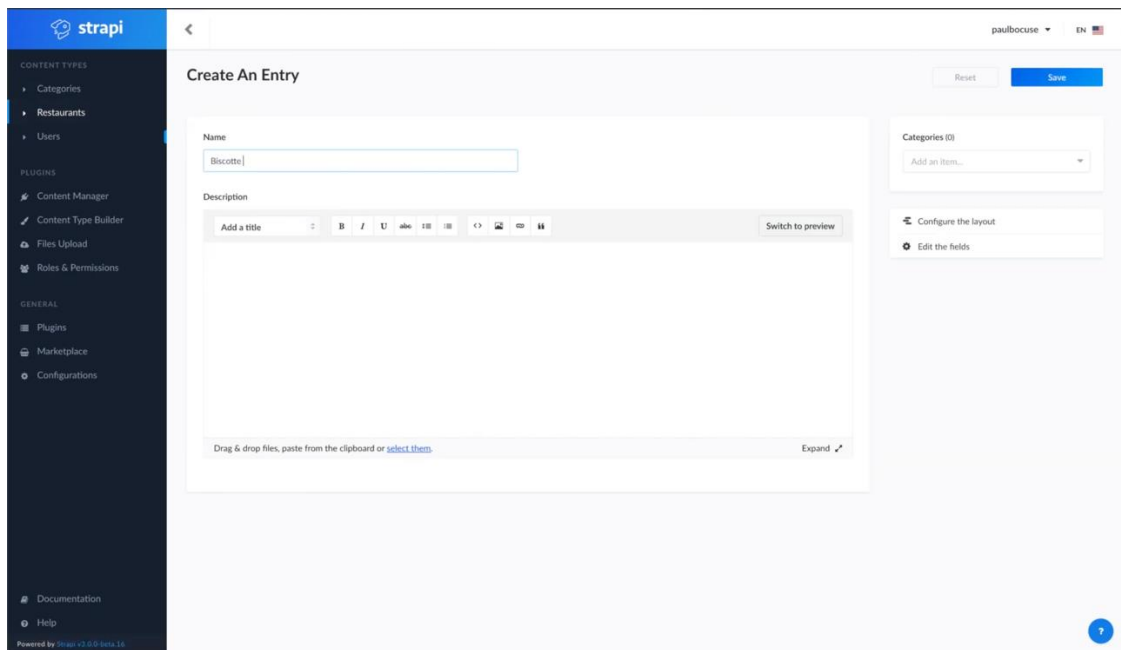 strapi
paulbocuse
EN
CONTENT TYPES
Categories
Restaurants
Users
PLUGINS
Content Manager
Content Type Builder
Files Upload
Roles & Permissions
GENERAL
Plugins
Marketplace
Configurations
Documentation
Help
Powered by Strapi v3.0.0-beta.16
Create An Entry
Reset
Save
Name
Biscotte
Description
Add a title
B I U abc
Switch to preview
Drag & drop files, paste from the clipboard or select them.
Expand
Categories (0)
Add an item...
Configure the layout
Edit the fields
?